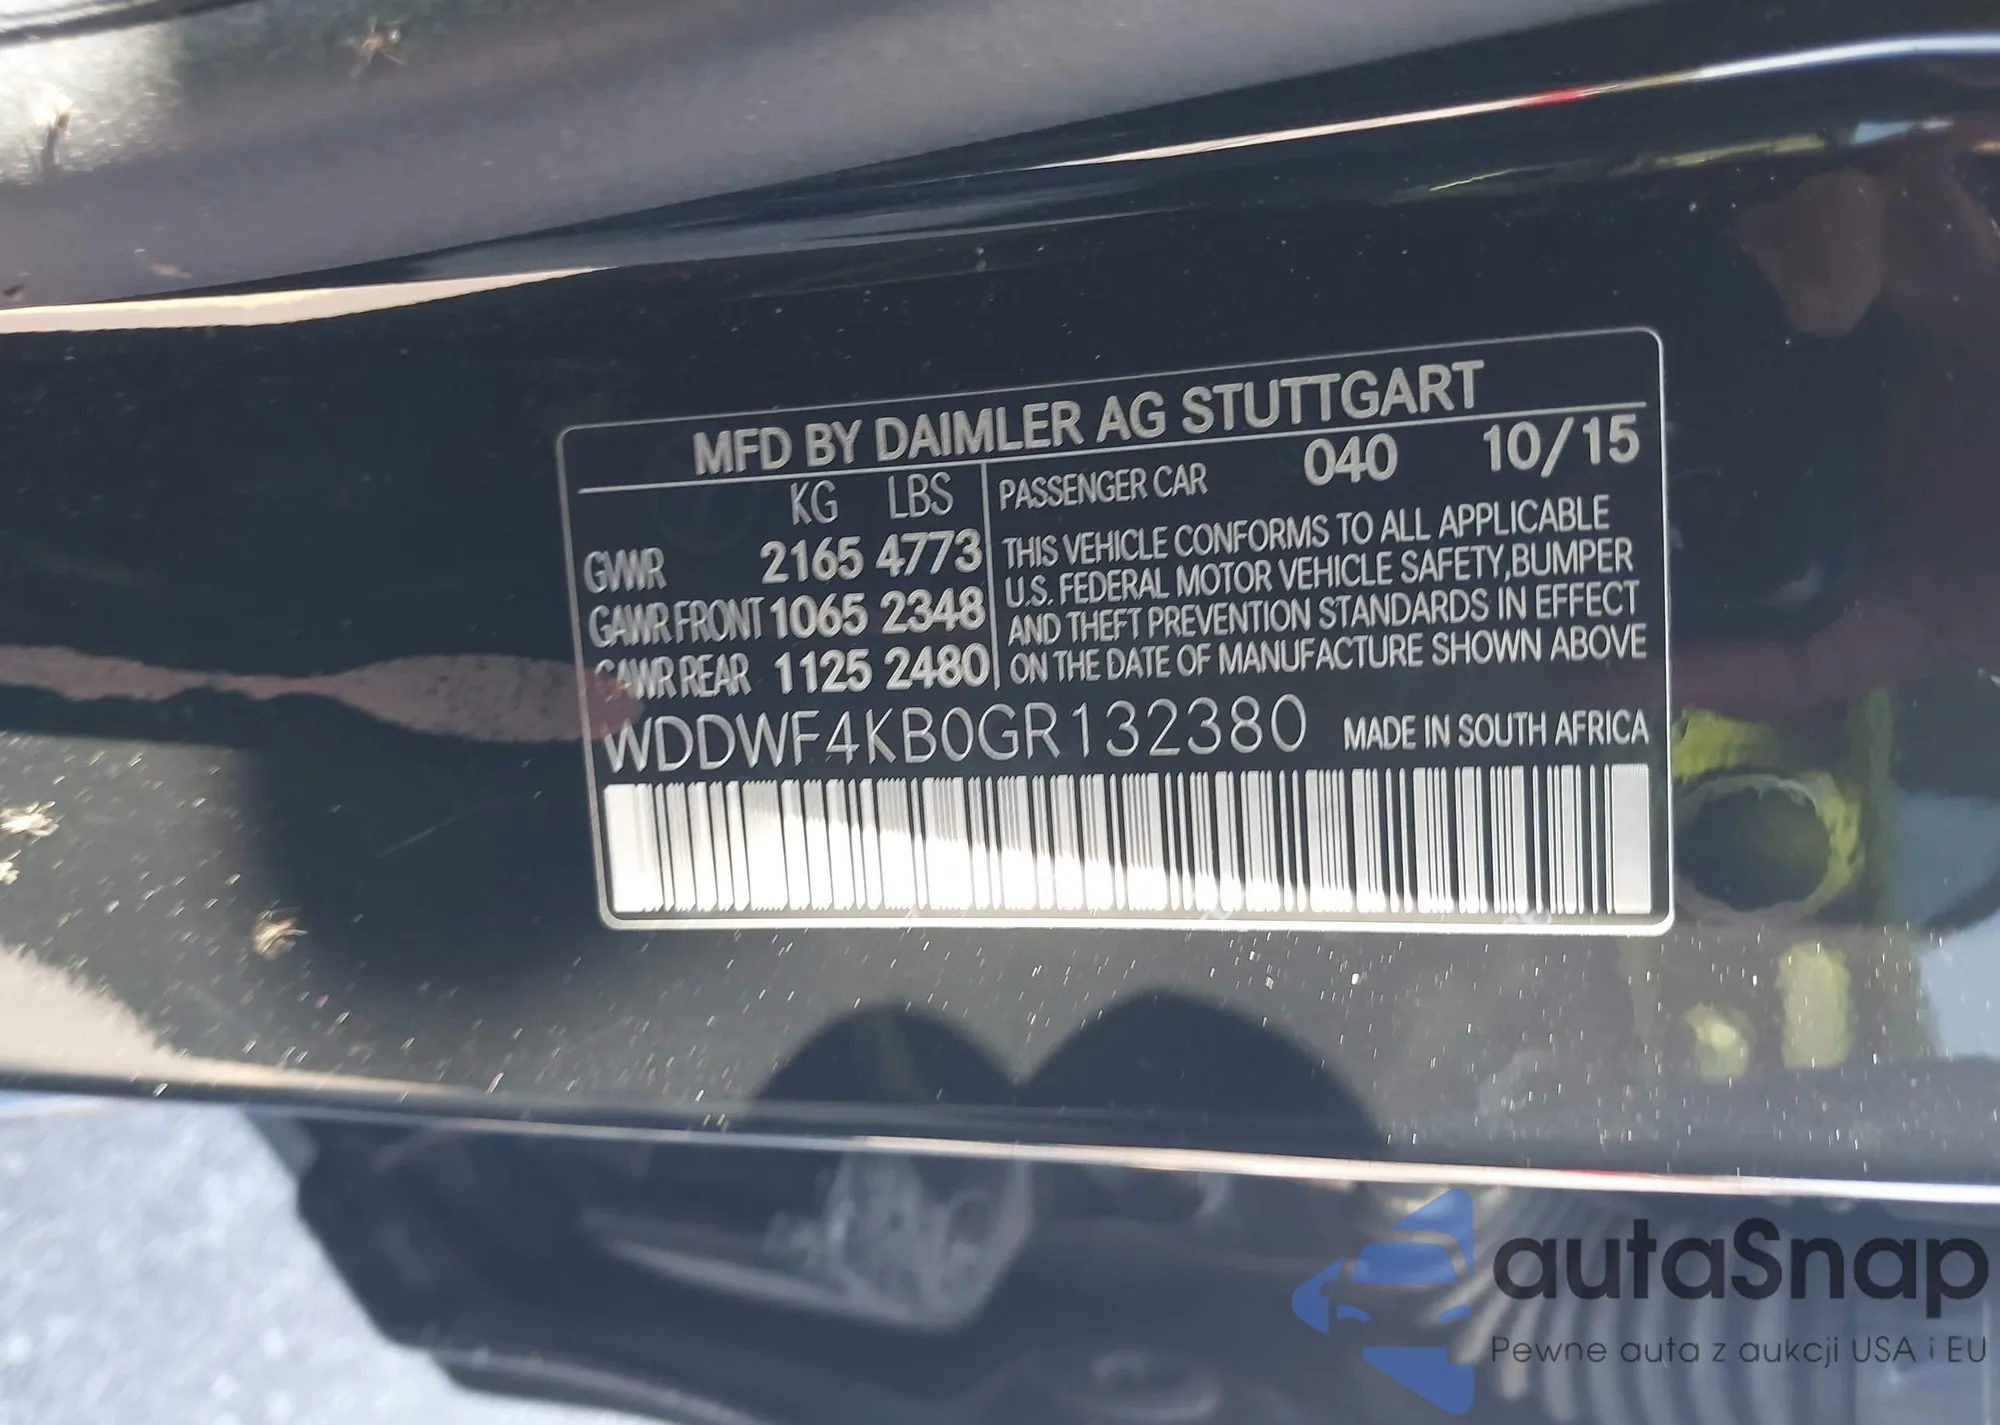 MFD BY DAIMLER AG STUTTGART
KG LBS
GVWR 2165 4773
GAWR FRONT 1065 2348
GAWR REAR 1125 2480
PASSENGER CAR 040 10/15
THIS VEHICLE CONFORMS TO ALL APPLICABLE
U.S. FEDERAL MOTOR VEHICLE SAFETY,BUMPER
AND THEFT PREVENTION STANDARDS IN EFFECT
ON THE DATE OF MANUFACTURE SHOWN ABOVE
WDDWF4KB0GR132380 MADE IN SOUTH AFRICA
autaSnap
Pewne auta z aukcji USA i EU